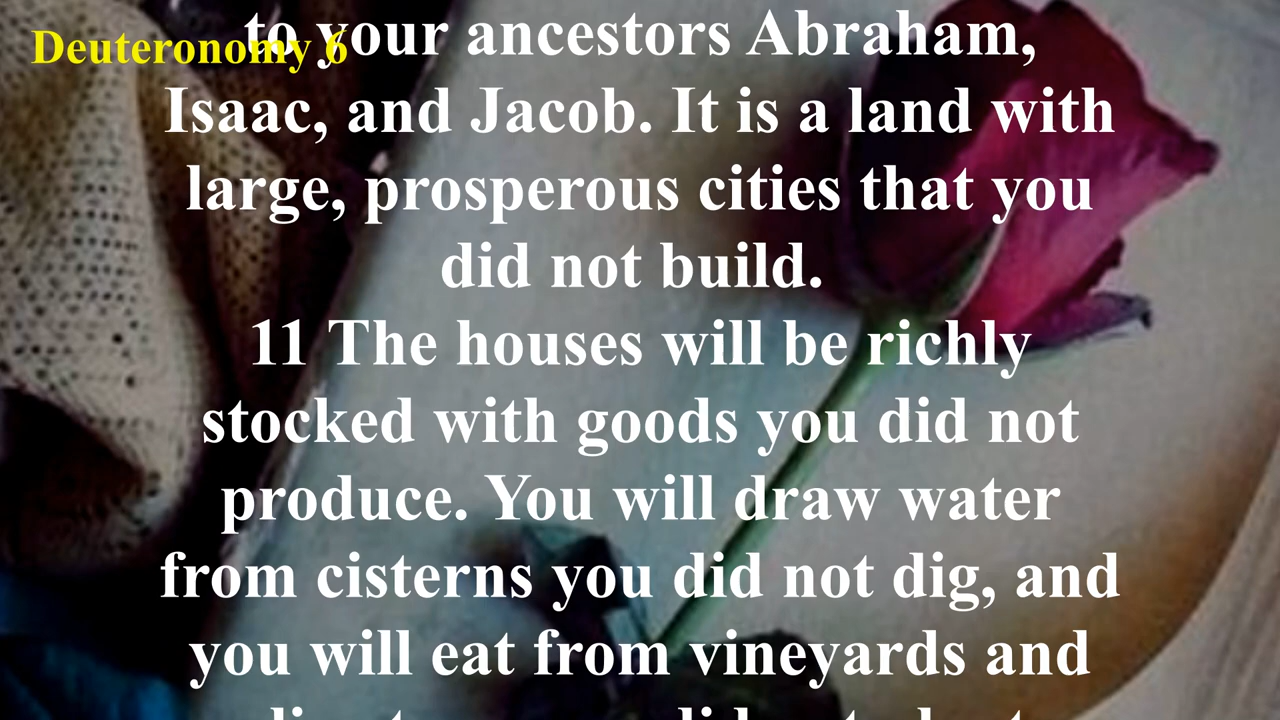 Deuteronomy 6
to your ancestors Abraham,
Isaac, and Jacob. It is a land with
large, prosperous cities that you
did not build.
11 The houses will be richly
stocked with goods you did not
produce. You will draw water
from cisterns you did not dig, and
you will eat from vineyards and